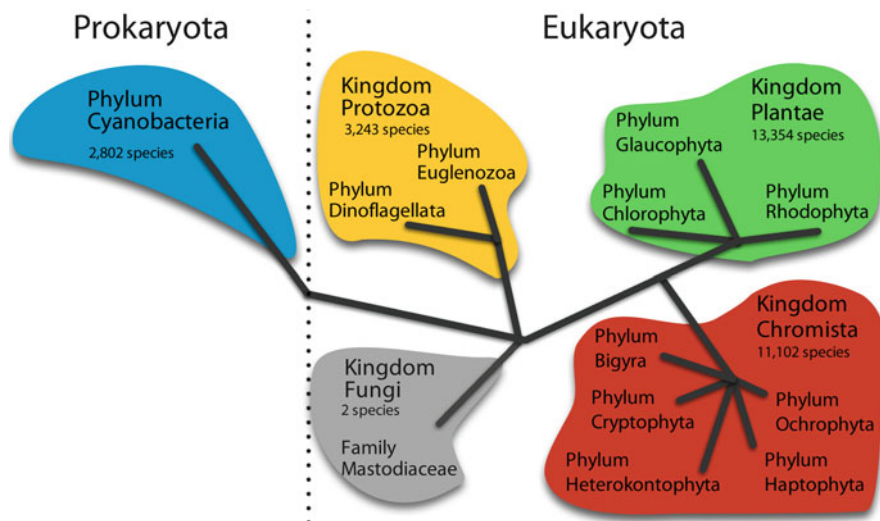 Prokaryota
Eukaryota
Phylum
Cyanobacteria
2,802 species
Kingdom
Protozoa
3,243 species
Phylum
Euglenozoa
Phylum
Dinoflagellata
Kingdom
Plantae
13,354 species
Phylum
Glaucophyta
Phylum
Chlorophyta
Phylum
Rhodophyta
Kingdom
Fungi
2 species
Family
Mastodiaceae
Kingdom
Chromista
11,102 species
Phylum
Bigyra
Phylum
Cryptophyta
Phylum
Ochrophyta
Phylum
Heterokontophyta
Phylum
Haptophyta